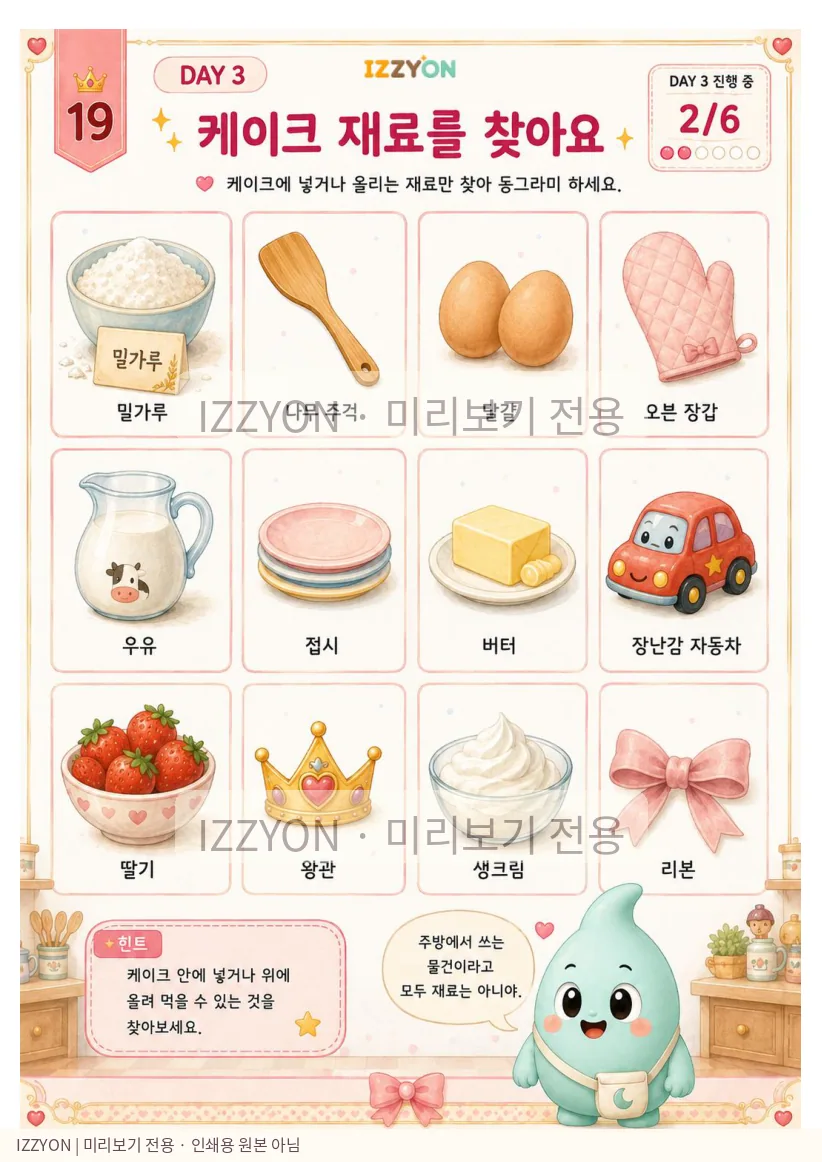 19
DAY 3
IZZYON
DAY 3 진행 중
2/6
케이크 재료를 찾아요
케이크에 넣거나 올리는 재료만 찾아 동그라미 하세요.
밀가루
밀가루
나무 주걱
달걀
오븐 장갑
IZZYON · 미리보기 전용
우유
접시
버터
장난감 자동차
IZZYON · 미리보기 전용
딸기
왕관
생크림
리본
힌트
케이크 안에 넣거나 위에
올려 먹을 수 있는 것을
찾아보세요.
주방에서 쓰는
물건이라고
모두 재료는 아니야.
IZZYON | 미리보기 전용 · 인쇄용 원본 아님